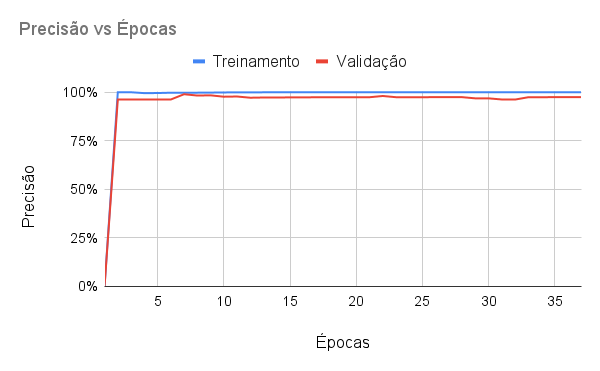 Precisão vs Épocas
Treinamento Validação
100%
75%
50%
25%
0%
Precisão
5 10 15 20 25 30 35
Épocas